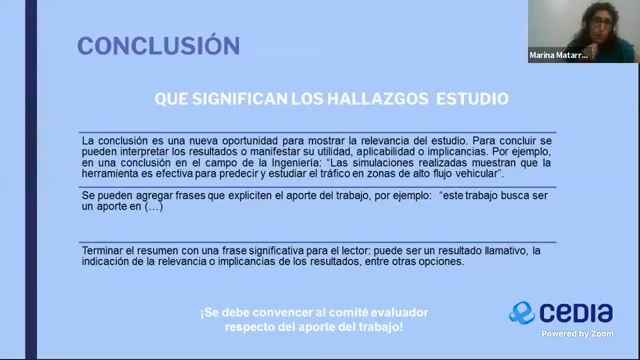 CONCLUSIÓN
Marina Matarr...
QUE SIGNIFICAN LOS HALLAZGOS ESTUDIO
La conclusión es una nueva oportunidad para mostrar la relevancia del estudio. Para concluir se
pueden interpretar los resultados o manifestar su utilidad, aplicabilidad o implicancias. Por ejemplo,
en una conclusión en el campo de la Ingeniería: “Las simulaciones realizadas muestran que la
herramienta es efectiva para predecir y estudiar el tráfico en zonas de alto flujo vehicular”.
Se pueden agregar frases que expliciten el aporte del trabajo, por ejemplo: “este trabajo busca ser
un aporte en (…)
Terminar el resumen con una frase significativa para el lector; puede ser un resultado llamativo, la
indicación de la relevancia o implicancias de los resultados, entre otras opciones.
¡Se debe convencer al comité evaluador
respecto del aporte del trabajo!
CEDIA
Powered by Zoom